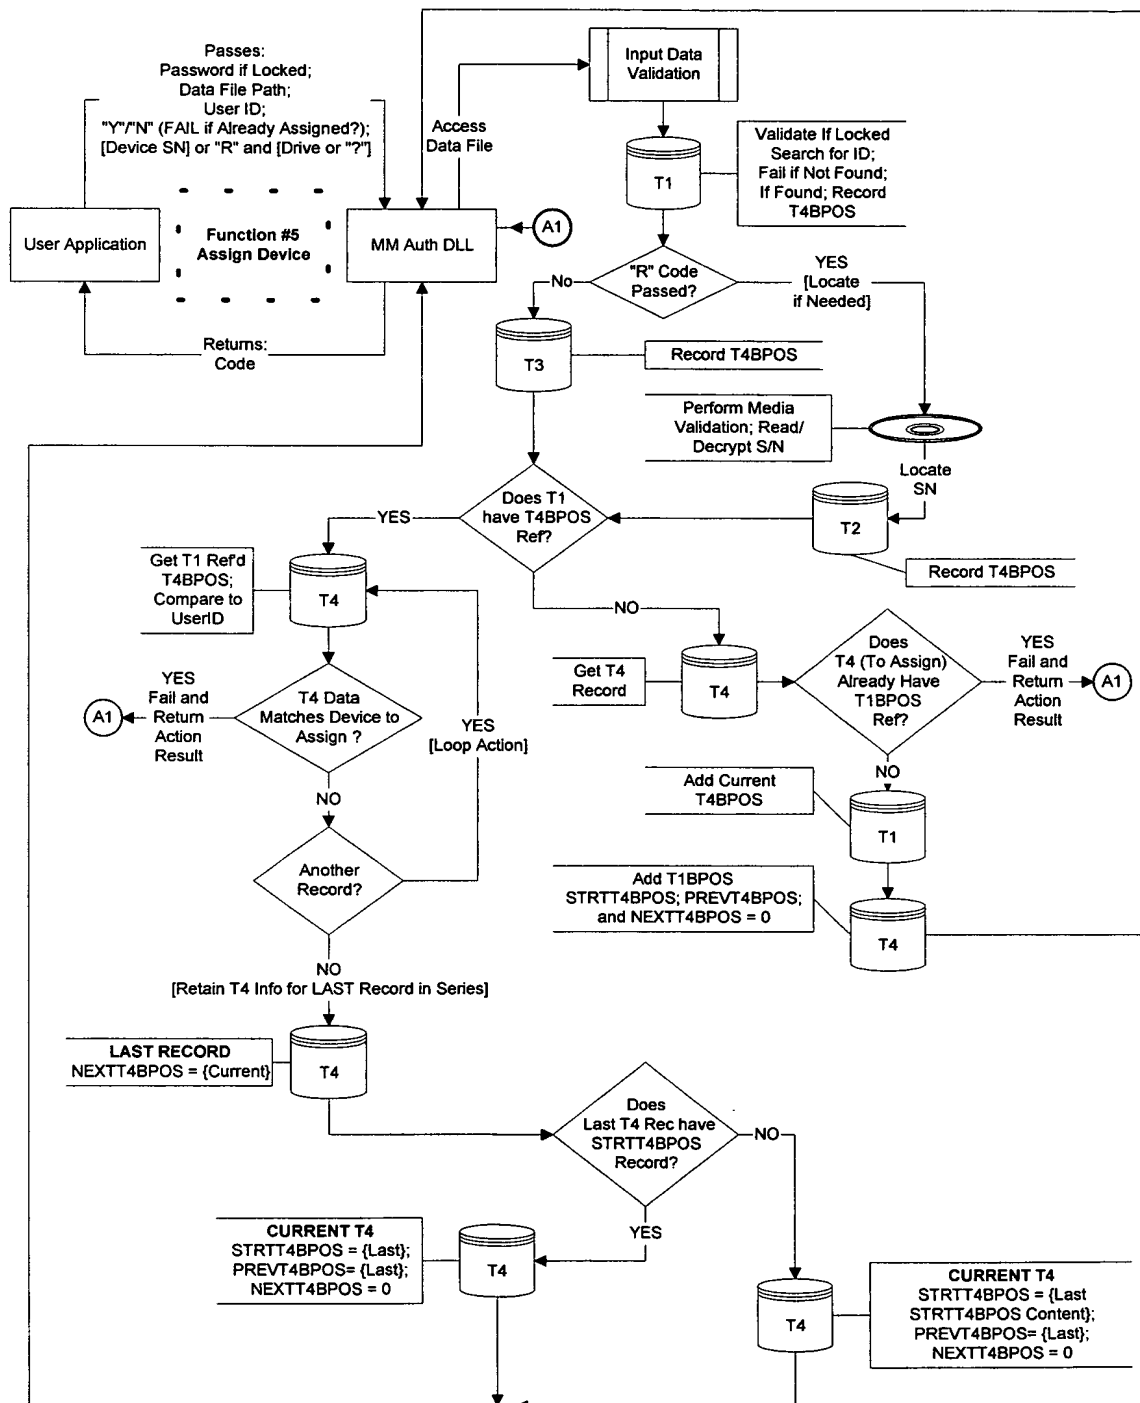 Passes:
Password if Locked;
Data File Path;
User ID;
"Y"/"N" (FAIL if Already Assigned?);
[Device SN] or "R" and [Drive or "?"]
Access
Data File
Input Data
Validation
T1
Validate If Locked
Search for ID;
Fail if Not Found;
If Found; Record
T4BPOS
User Application
Function #5
Assign Device
MM Auth DLL
A1
"R" Code
Passed?
No
YES
[Locate
if Needed]
Returns:
Code
T3
Record T4BPOS
Perform Media
Validation; Read/
Decrypt S/N
Locate
SN
Does T1
have T4BPOS
Ref?
YES
T2
Record T4BPOS
Get T1 Ref'd
T4BPOS;
Compare to
UserID
T4
NO
Get T4
Record
T4
Does
T4 (To Assign)
Already Have
T1BPOS
Ref?
YES
Fail and
Return
Action
Result
A1
A1
YES
Fail and
Return
Action
Result
T4 Data
Matches Device to
Assign ?
YES
[Loop Action]
NO
NO
Add Current
T4BPOS
T1
Another
Record?
Add T1BPOS
STRTT4BPOS; PREVT4BPOS;
and NEXTT4BPOS = 0
T4
NO
[Retain T4 Info for LAST Record in Series]
LAST RECORD
NEXTT4BPOS = {Current}
T4
Does
Last T4 Rec have
STRTT4BPOS
Record?
NO
YES
CURRENT T4
STRTT4BPOS = {Last};
PREVT4BPOS= {Last};
NEXTT4BPOS = 0
T4
T4
CURRENT T4
STRTT4BPOS = {Last
STRTT4BPOS Content};
PREVT4BPOS= {Last};
NEXTT4BPOS = 0